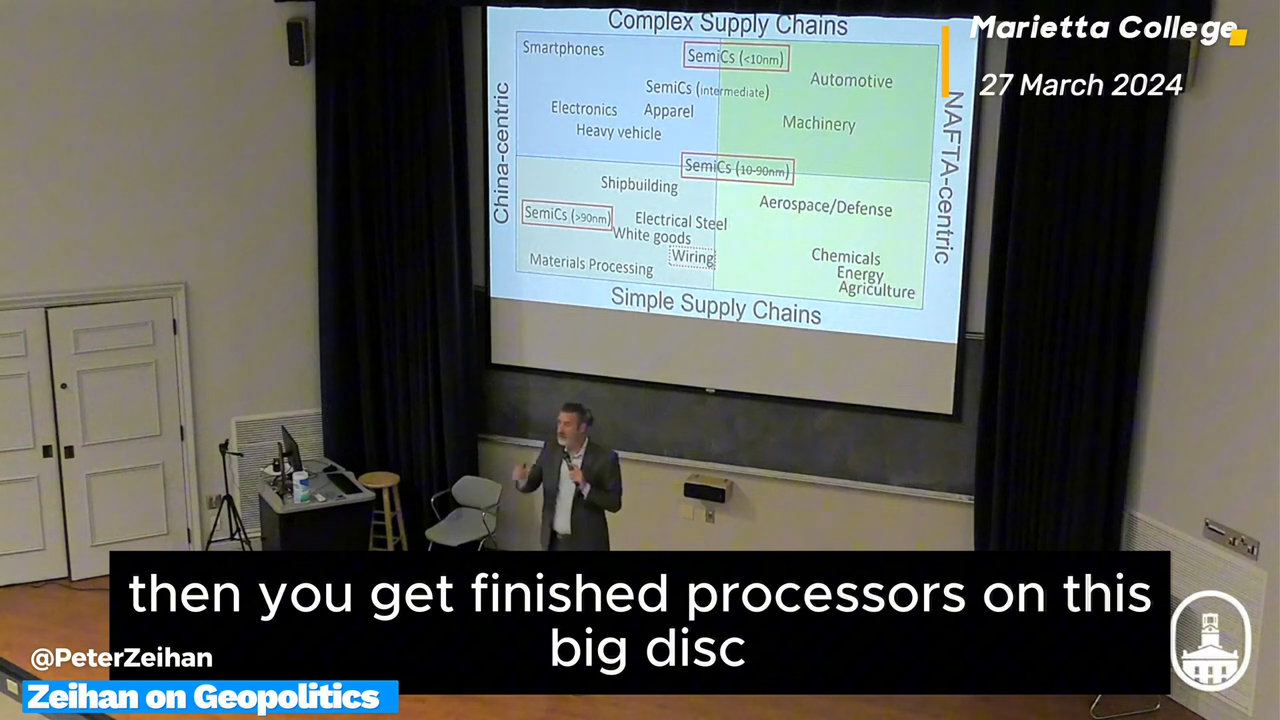 Complex Supply Chains
Marietta College
27 March 2024
Smartphones
SemiCs (<10nm)
Automotive
SemiCs (intermediate)
Electronics
Apparel
Machinery
Heavy vehicle
China-centric
NAFTA-centric
SemiCs (10-90nm)
Shipbuilding
Aerospace/Defense
SemiCs (>90nm)
Electrical Steel
White goods
Wiring
Chemicals
Materials Processing
Energy
Agriculture
Simple Supply Chains
then you get finished processors on this
big disc
@PeterZeihan
Zeihan on Geopolitics